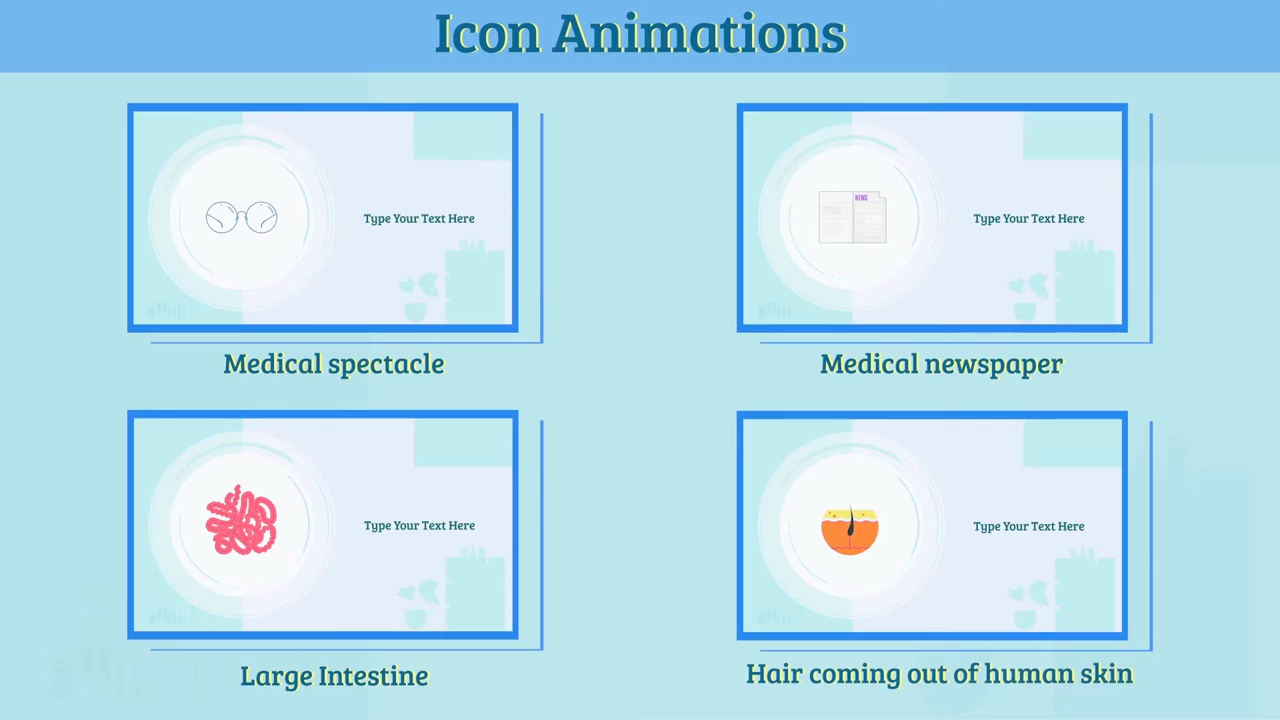 Icon Animations
Type Your Text Here
NEWS
Type Your Text Here
Medical spectacle
Medical newspaper
Type Your Text Here
Type Your Text Here
Large Intestine
Hair coming out of human skin